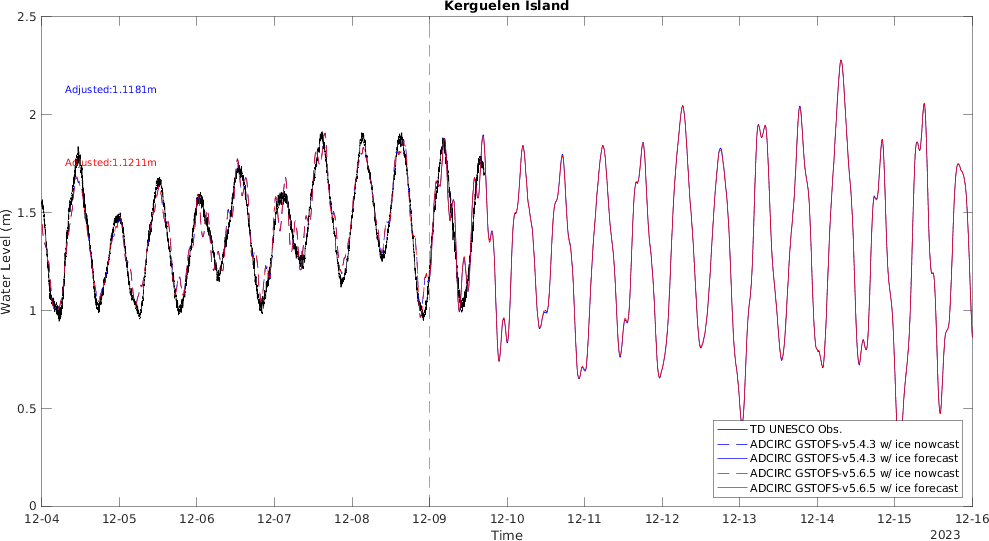 Kerguelen Island
2.5
2
1.5
1
0.5
0
Water Level (m)
Adjusted:1.1181m
Adjusted:1.1211m
TD UNESCO Obs.
ADCIRC GSTOFS-v5.4.3 w/ ice nowcast
ADCIRC GSTOFS-v5.4.3 w/ ice forecast
ADCIRC GSTOFS-v5.6.5 w/ ice nowcast
ADCIRC GSTOFS-v5.6.5 w/ ice forecast
12-04 12-05 12-06 12-07 12-08 12-09 12-10 12-11 12-12 12-13 12-14 12-15 12-16
Time
2023